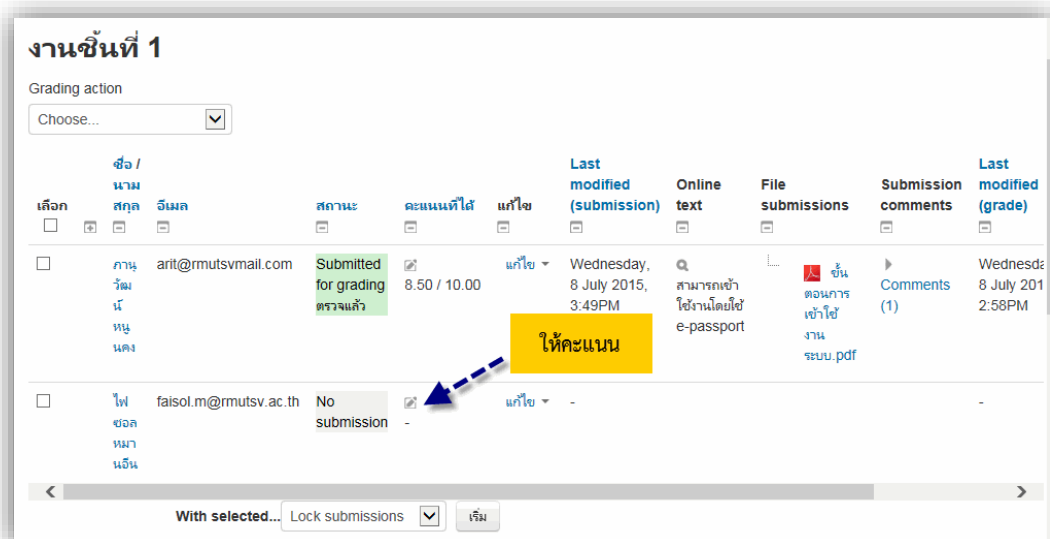 งานชิ้นที่ 1
Grading action
Choose...
เลือก
ชื่อ /
นาม
สกุล
อีเมล
สถานะ
คะแนนที่ได้
แก้ไข
Last
modified
(submission)
Online
text
File
submissions
Submission
comments
Last
modified
(grade)
ภานุ
วัฒ
น์
หนู
นคง
arit@rmutsvmail.com
Submitted
for grading
ตรวจแล้ว
8.50 / 10.00
แก้ไข
Wednesday,
8 July 2015,
3:49PM
สามารถเข้า
ใช้งานโดยใช้
e-passport
ขั้น
ตอนการ
เข้าใช้
งาน
ระบบ.pdf
Comments
(1)
Wednesda
8 July 201
2:58PM
ให้คะแนน
ไฟ
ซอล
หมา
นอีน
faisol.m@rmutsv.ac.th
No
submission
-
แก้ไข
-
-
With selected... Lock submissions เริ่ม